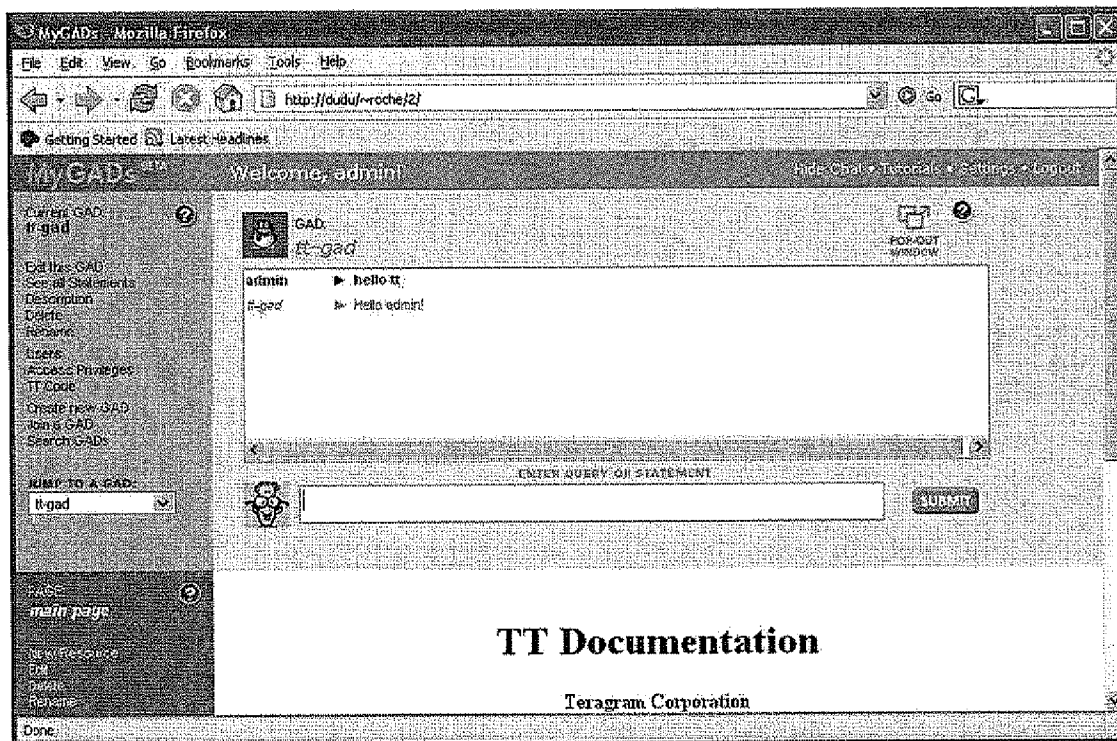 MyGADs - Mozilla Firefox
File Edit View Go Bookmarks Tools Help
http://dudu/~roche/2/ Go
Getting Started Latest Headlines
MyGADs BETA Welcome, admin! Hide Chat • Tutorials • Settings • Logout
Current GAD:
tt-gad
Exit this GAD
See all Statements
Description
Delete
Rename
Users
Access Privileges
TT Code
Create new GAD
Join a GAD
Search GADs
JUMP TO A GAD:
tt-gad
GAD:
tt-gad
POP-OUT
WINDOW
admin ► hello tt
tt-gad ► Hello admin!
ENTER QUERY OR STATEMENT
SUBMIT
PAGE
main page
New Resource
Edit
Delete
Rename
TT Documentation
Teragram Corporation
Done